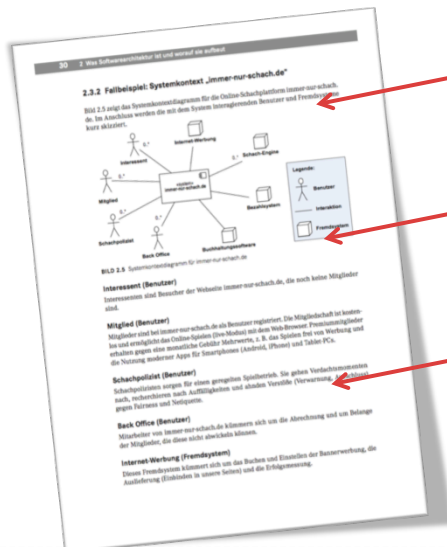 30 2 Was Softwarearchitektur ist und worauf sie aufbaut
2.3.2 Fallbeispiel: Systemkontext „immer-nur-schach.de"
Bild 2.5 zeigt das Systemkontextdiagramm für die Online-Schachplattform immer-nur-schach.
de. Im Anschluss werden die mit dem System interagierenden Benutzer und Fremdsysteme
kurz skizziert.
Interessent
0..*
Internet-Werbung
0..*
Schach-Engine
Mitglied
0..*
«system»
immer-nur-schach.de
Schachpolizist
0..*
Back Office
0..*
Buchhaltungssoftware
Bezahlsystem
Legende:
Benutzer
Interaktion
Fremdsystem
BILD 2.5 Systemkontextdiagramm für immer-nur-schach.de
Interessent (Benutzer)
Interessenten sind Besucher der Webseite immer-nur-schach.de, die noch keine Mitglieder
sind.
Mitglied (Benutzer)
Mitglieder sind bei immer-nur-schach.de als Benutzer registriert. Die Mitgliedschaft ist kosten-
los und ermöglicht das Online-Spielen (live-Modus) mit dem Web-Browser. Premiummitglieder
erhalten gegen eine monatliche Gebühr Mehrwerte, z. B. das Spielen frei von Werbung und
die Nutzung moderner Apps für Smartphones (Android, iPhone) und Tablet PCs.
Schachpolizist (Benutzer)
Schachpolizisten sorgen für einen geregelten Spielbetrieb. Sie gehen Verdachtsmomenten
nach, recherchieren nach Auffälligkeiten und ahnden Verstöße (Verwarnung, Ausschluss)
gegen Fairness und Netiquette.
Back Office (Benutzer)
Mitarbeiter von immer-nur-schach.de kümmern sich um die Abrechnung und um Belange
der Mitglieder, die diese nicht abwickeln können.
Internet-Werbung (Fremdsystem)
Dieses Fremdsystem kümmert sich um das Buchen und Einstellen der Bannerwerbung, die
Auslieferung (Einbinden in unsere Seiten) und die Erfolgsmessung.